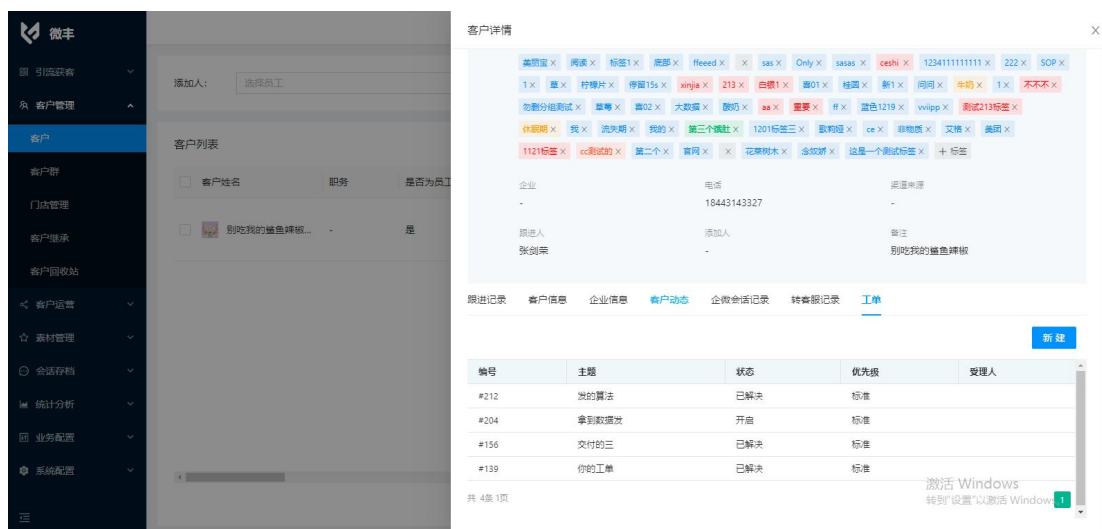 微丰
引流获客
客户管理
客户
客户群
门店管理
客户继承
客户回收站
客户运营
素材管理
会话存档
统计分析
业务配置
系统配置
添加人： 选择员工
客户列表
客户姓名 职务 是否为员工
别吃我的鲨鱼辣椒... - 是
客户详情 ×
美丽宝 × 阅读 × 标签1 × 底部 × ffeeed × × sas × Only × sasas × ceshi × 1234111111111 × 222 × SOP ×
1 × 草 × 柠檬片 × 停留15s × xinjia × 213 × 白银1 × 喜01 × 桂圆 × 新1 × 问问 × 牛奶 × 1 × 不不不 ×
勿删分组测试 × 草莓 × 喜02 × 大数据 × 酸奶 × aa × 重要 × ff × 蓝色1219 × vviipp × 测试213标签 ×
休眠期 × 我 × 流失期 × 我的 × 第三个 × 1201标签三 × 歌莉娅 × ce × 非物质 × 艾格 × 美团 ×
1121标签 × cc测试的 × 第二个 × 官网 × × 花菜树木 × 念奴娇 × 这是一个测试标签 × + 标签
企业 电话 渠道来源
- 18443143327 -
跟进人 添加人 备注
张剑荣 - 别吃我的鲨鱼辣椒
跟进记录 客户信息 企业信息 客户动态 企微会话记录 转客服记录 工单
新 建
编号 主题 状态 优先级 受理人
#212 发的算法 已解决 标准
#204 拿到数据发 开启 标准
#156 交付的三 已解决 标准
#139 你的工单 已解决 标准
共 4条 1页 1
激活 Windows
转到"设置"以激活 Window